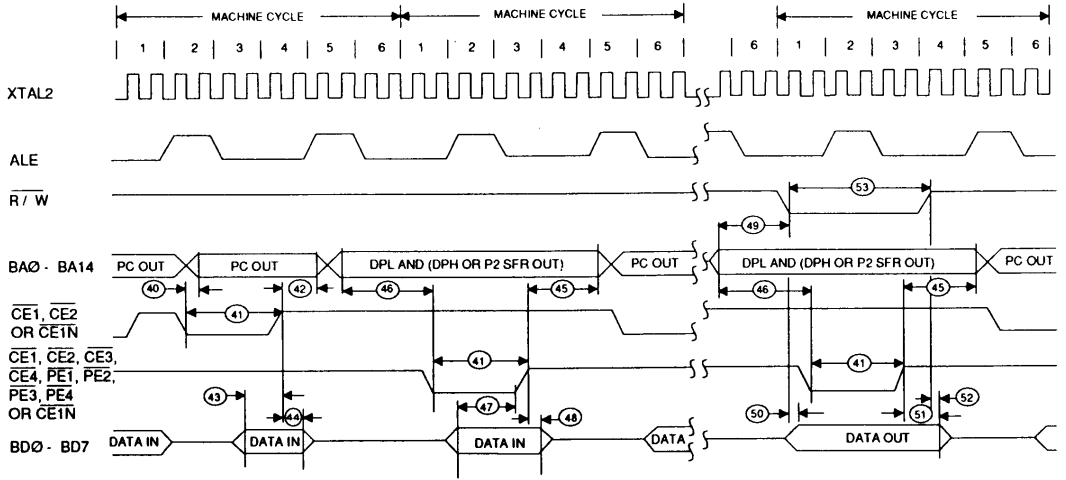 MACHINE CYCLE MACHINE CYCLE MACHINE CYCLE
1 2 3 4 5 6 1 2 3 4 5 6 6 1 2 3 4 5 6
XTAL2
ALE
R / W
53
49
BAØ - BA14
PC OUT PC OUT DPL AND (DPH OR P2 SFR OUT) PC OUT DPL AND (DPH OR P2 SFR OUT) PC OUT
40 42 46 45 46 45
CE1, CE2
OR CE1N
41
CE1, CE2, CE3,
CE4, PE1, PE2,
PE3, PE4
OR CE1N
41 41
43 44 47 48 50 51 52
BDØ - BD7
DATA IN DATA IN DATA IN DATA DATA OUT